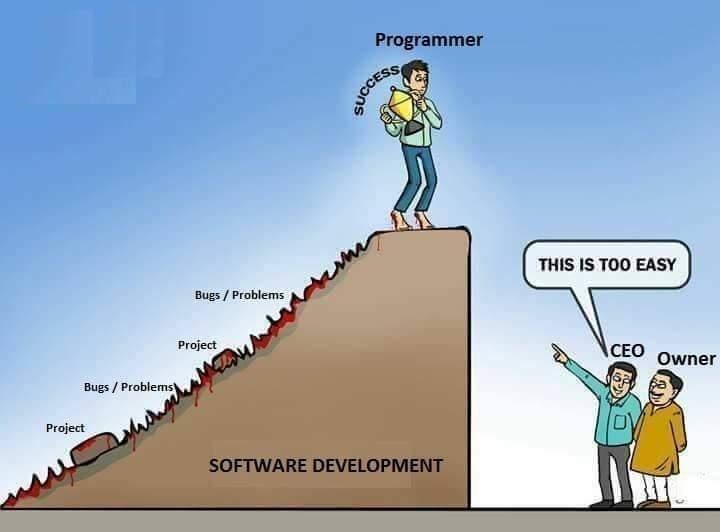 Programmer
SUCCESS
THIS IS TOO EASY
Bugs / Problems
Project
CEO
Owner
Bugs / Problems
Project
SOFTWARE DEVELOPMENT